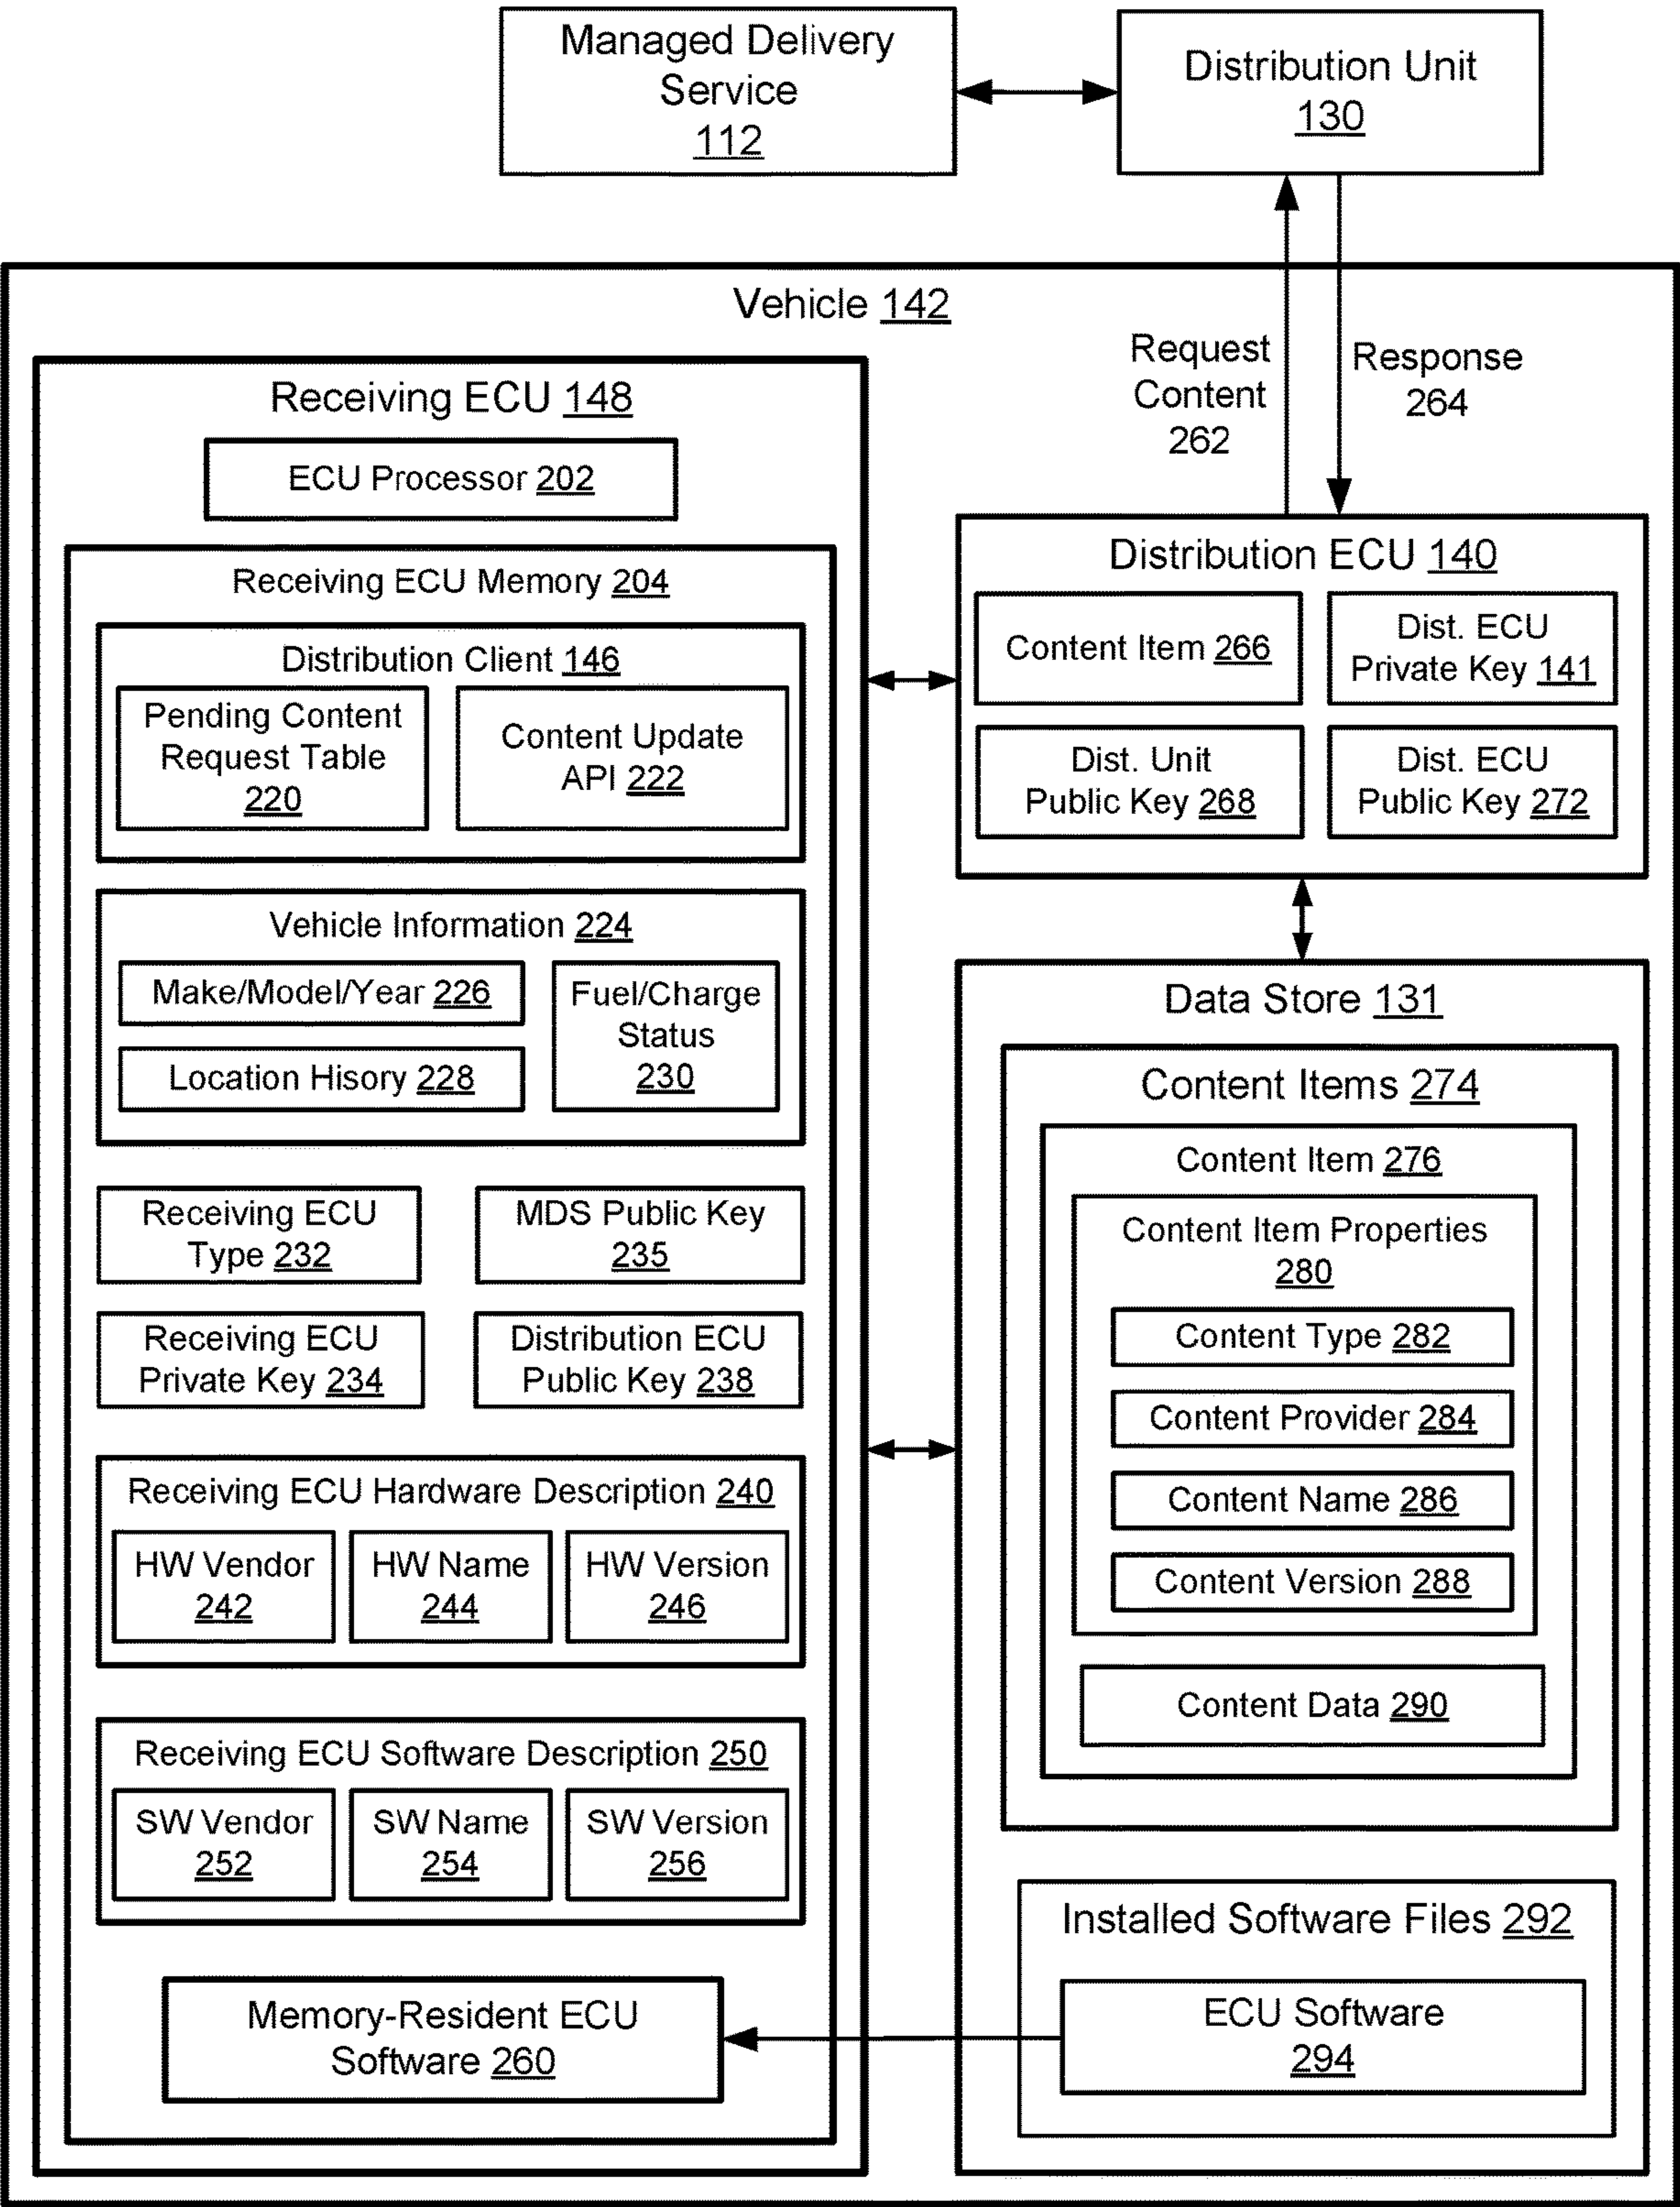 Managed Delivery
Service
112
Distribution Unit
130
Vehicle 142
Request
Content
262
Response
264
Receiving ECU 148
ECU Processor 202
Receiving ECU Memory 204
Distribution Client 146
Pending Content
Request Table
220
Content Update
API 222
Vehicle Information 224
Make/Model/Year 226
Location Hisory 228
Fuel/Charge
Status
230
Receiving ECU
Type 232
MDS Public Key
235
Receiving ECU
Private Key 234
Distribution ECU
Public Key 238
Receiving ECU Hardware Description 240
HW Vendor
242
HW Name
244
HW Version
246
Receiving ECU Software Description 250
SW Vendor
252
SW Name
254
SW Version
256
Memory-Resident ECU
Software 260
Distribution ECU 140
Content Item 266
Dist. ECU
Private Key 141
Dist. Unit
Public Key 268
Dist. ECU
Public Key 272
Data Store 131
Content Items 274
Content Item 276
Content Item Properties
280
Content Type 282
Content Provider 284
Content Name 286
Content Version 288
Content Data 290
Installed Software Files 292
ECU Software
294